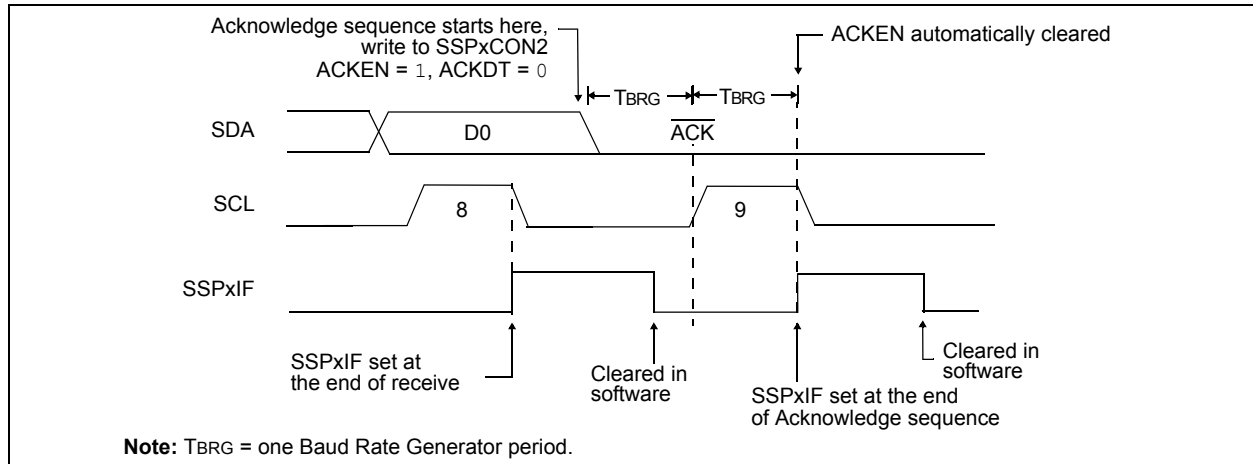 Acknowledge sequence starts here,
write to SSPxCON2
ACKEN = 1, ACKDT = 0
ACKEN automatically cleared
TBRG
TBRG
SDA
D0
ACK
SCL
8
9
SSPxIF
SSPxIF set at
the end of receive
Cleared in
software
SSPxIF set at the end
of Acknowledge sequence
Cleared in
software
Note: TBRG = one Baud Rate Generator period.